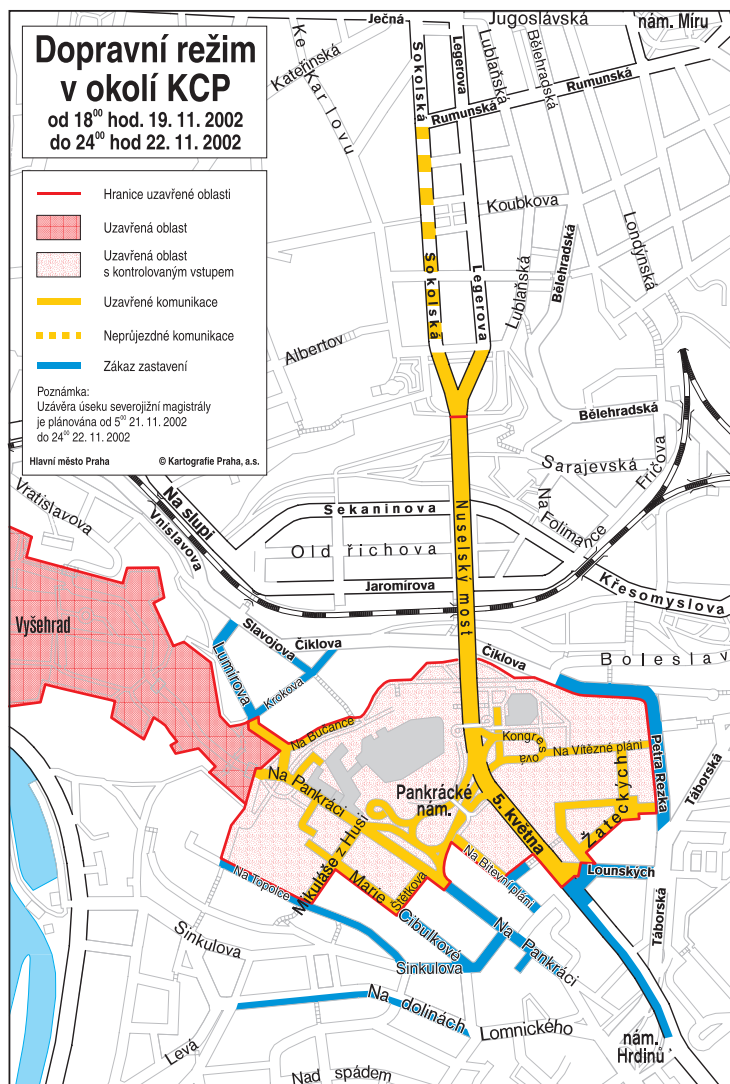 Dopravní režim
v okolí KCP
od 18⁰⁰ hod. 19. 11. 2002
do 24⁰⁰ hod 22. 11. 2002
Hranice uzavřené oblasti
Uzavřená oblast
Uzavřená oblast
s kontrolovaným vstupem
Uzavřené komunikace
Neprůjezdné komunikace
Zákaz zastavení
Poznámka:
Uzávěra úseku severojižní magistrály
je plánována od 5⁰⁰ 21. 11. 2002
do 24⁰⁰ 22. 11. 2002
Hlavní město Praha © Kartografie Praha, a.s.
Ječná
Jugoslávská
nám. Míru
Ke Karlovu
Kateřinská
Sokolská
Legerova
Lublaňská
Bělehradská
Rumunská
Rumunská
Koubkova
Londýnská
Bělehradská
Sokolská
Legerova
Lublaňská
Albertov
Bělehradská
Sarajevská
Fričova
Na Folimance
Vratislavova
Na slupi
Vnislavova
Sekaninova
Oldřichova
Jaromírova
Nuselský most
Křesomyslova
Vyšehrad
Slavojova
Čiklova
Čiklova
Boleslav
Lumírova
Krokova
Na Bučance
Kongresová
Na Vítězné pláni
Petra Rezka
Táborská
Na Pankráci
Pankrácké
nám.
5. května
Žateckých
Mikuláše z Husi
Na Bitevní pláni
Lounských
Na Topolce
Marie Cibulkové
Štětkova
Na Pankráci
Táborská
Sinkulova
Sinkulova
Na dolinách
Lomnického
Levá
nám.
Hrdinů
Nad spádem